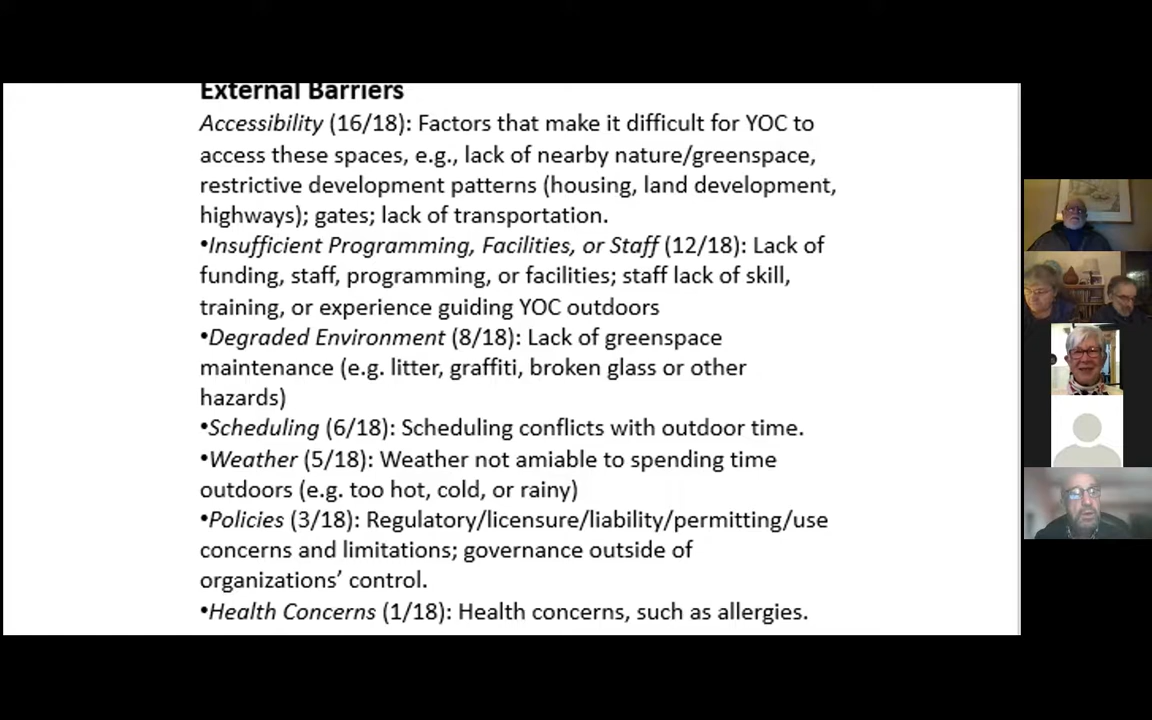 External Barriers
Accessibility (16/18): Factors that make it difficult for YOC to
access these spaces, e.g., lack of nearby nature/greenspace,
restrictive development patterns (housing, land development,
highways); gates; lack of transportation.
•Insufficient Programming, Facilities, or Staff (12/18): Lack of
funding, staff, programming, or facilities; staff lack of skill,
training, or experience guiding YOC outdoors
•Degraded Environment (8/18): Lack of greenspace
maintenance (e.g. litter, graffiti, broken glass or other
hazards)
•Scheduling (6/18): Scheduling conflicts with outdoor time.
•Weather (5/18): Weather not amiable to spending time
outdoors (e.g. too hot, cold, or rainy)
•Policies (3/18): Regulatory/licensure/liability/permitting/use
concerns and limitations; governance outside of
organizations’ control.
•Health Concerns (1/18): Health concerns, such as allergies.